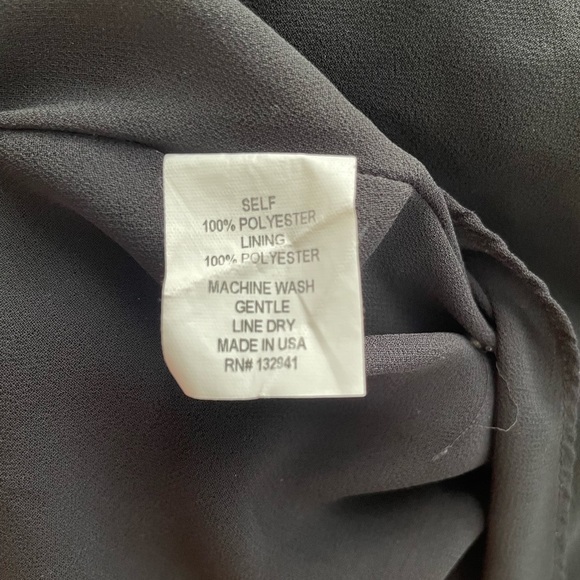 SELF
100% POLYESTER
LINING
100% POLYESTER
MACHINE WASH
GENTLE
LINE DRY
MADE IN USA
RN# 132941